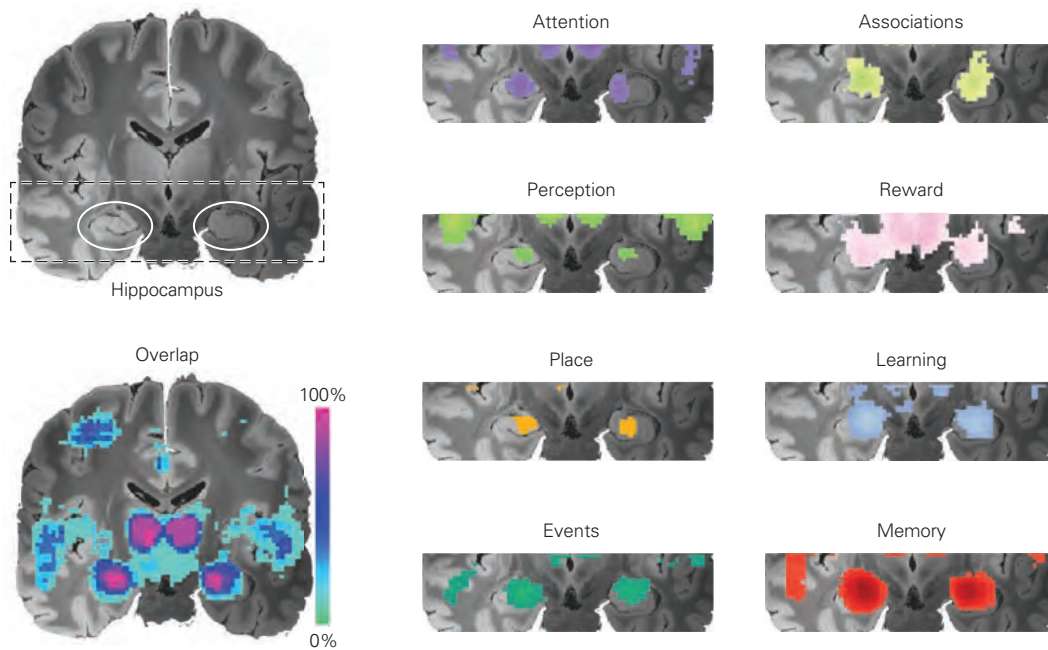 Hippocampus
Overlap
100%
0%
Attention
Associations
Perception
Reward
Place
Learning
Events
Memory